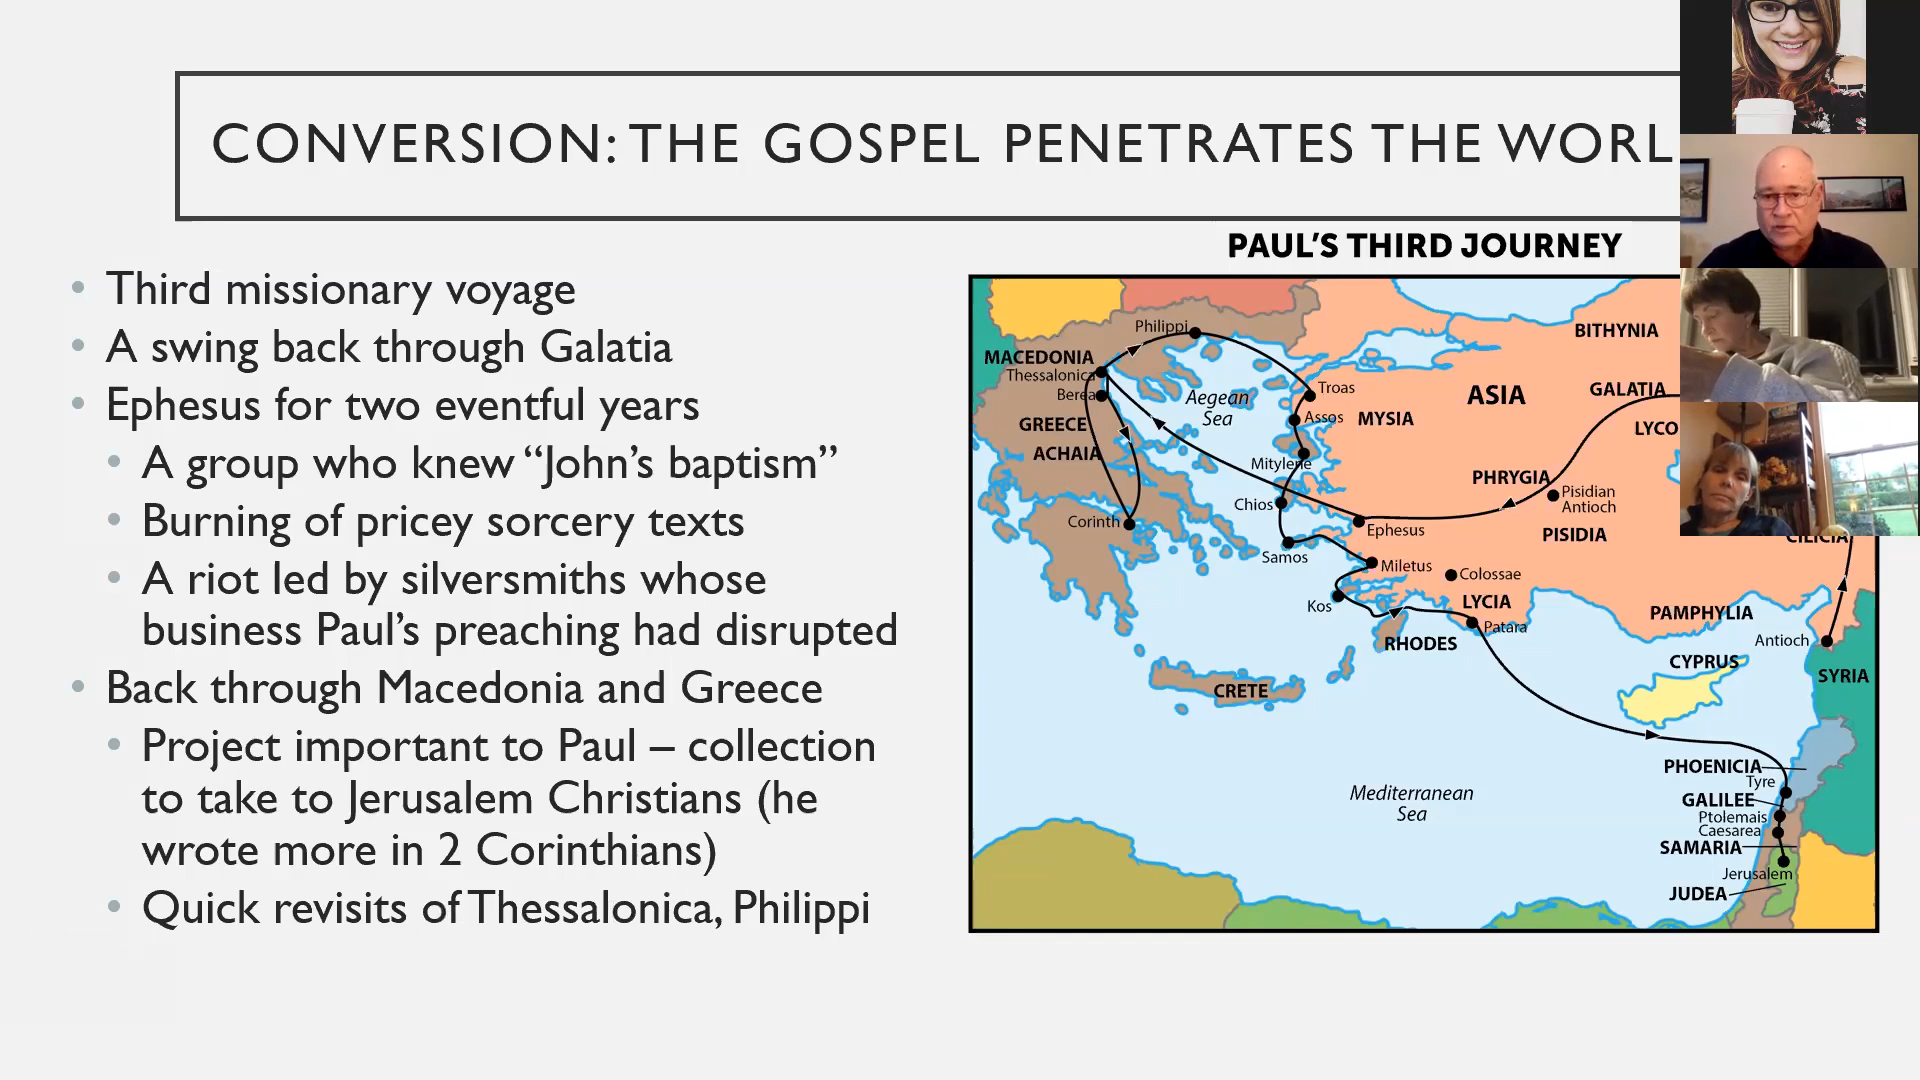 CONVERSION: THE GOSPEL PENETRATES THE WORL
Third missionary voyage
A swing back through Galatia
Ephesus for two eventful years
A group who knew “John’s baptism”
Burning of pricey sorcery texts
A riot led by silversmiths whose
business Paul’s preaching had disrupted
Back through Macedonia and Greece
Project important to Paul – collection
to take to Jerusalem Christians (he
wrote more in 2 Corinthians)
Quick revisits of Thessalonica, Philippi
PAUL’S THIRD JOURNEY
Philippi
BITHYNIA
MACEDONIA
Thessalonica
Berea
Aegean
Sea
Troas
ASIA
GALATIA
GREECE
Assos
MYSIA
LYCO
ACHAIA
Mitylene
PHRYGIA
Pisidian
Antioch
Chios
Corinth
Ephesus
PISIDIA
CILICIA
Samos
Miletus
Colossae
Kos
LYCIA
PAMPHYLIA
Patara
RHODES
Antioch
CYPRUS
SYRIA
CRETE
PHOENICIA
Tyre
Mediterranean
Sea
GALILEE
Ptolemais
Caesarea
SAMARIA
Jerusalem
JUDEA